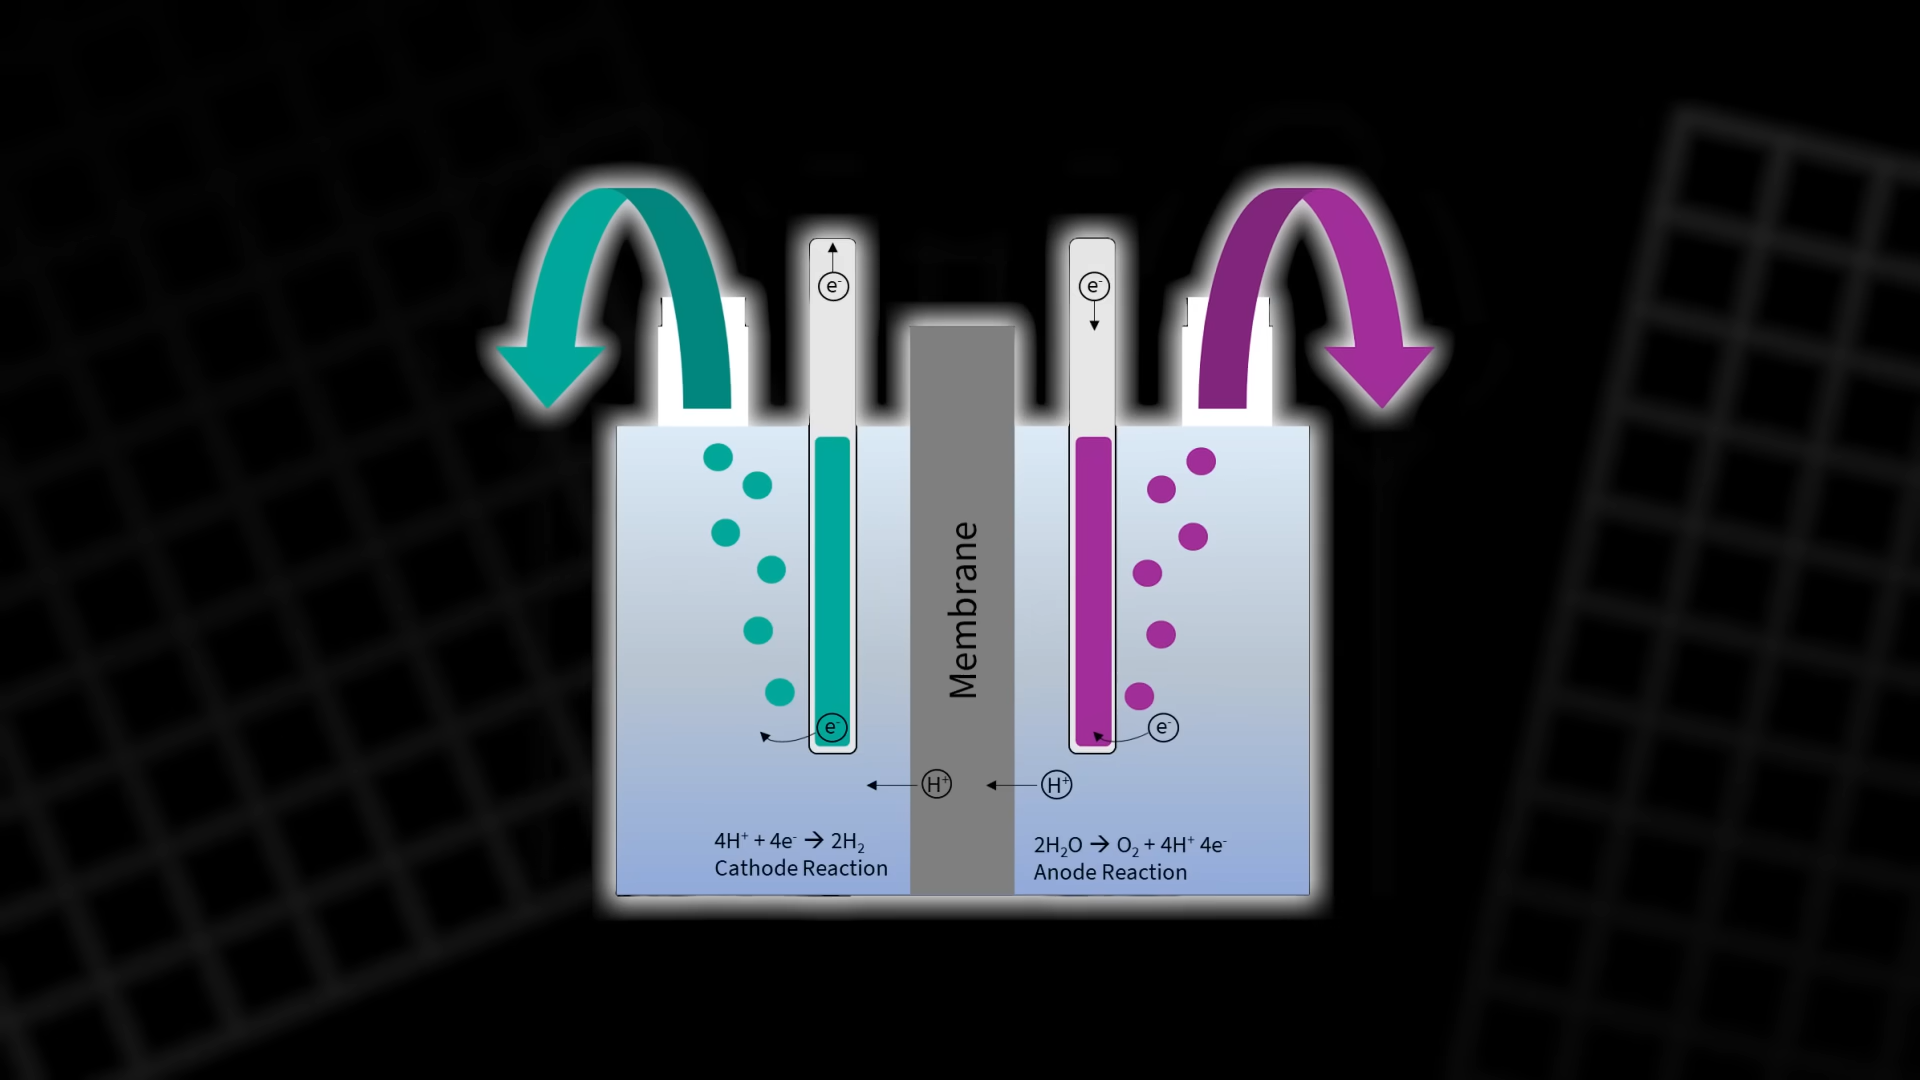 e⁻
e⁻
Membrane
e⁻
e⁻
H⁺
H⁺
4H⁺ + 4e⁻ → 2H₂
Cathode Reaction
2H₂O → O₂ + 4H⁺ 4e⁻
Anode Reaction